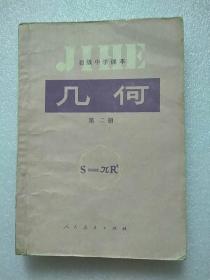 JIHE
初级中学课本
几何
第二册
S=πR²
人民教育出版社